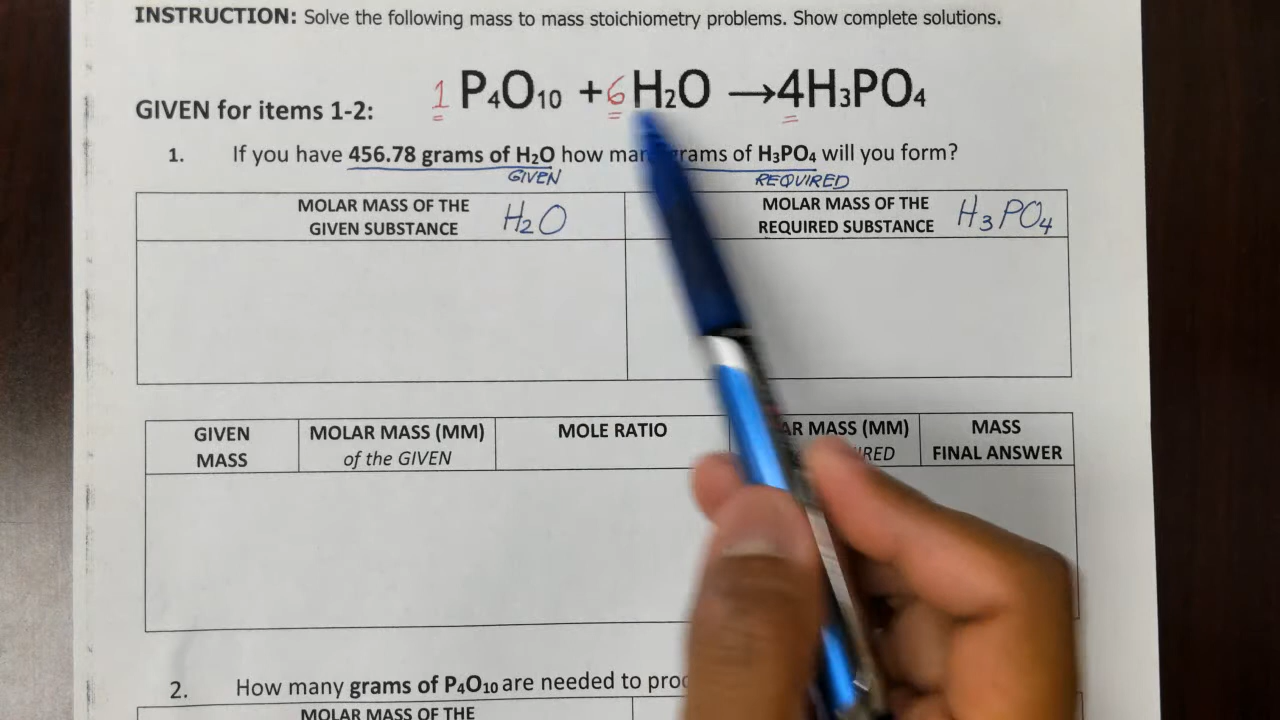 INSTRUCTION: Solve the following mass to mass stoichiometry problems. Show complete solutions.
GIVEN for items 1-2: 1 P₄O₁₀ + 6 H₂O → 4H₃PO₄
1. If you have 456.78 grams of H₂O how grams of H₃PO₄ will you form?
GIVEN REQUIRED
MOLAR MASS OF THE GIVEN SUBSTANCE H₂O
MOLAR MASS OF THE REQUIRED SUBSTANCE H₃PO₄
GIVEN MASS
MOLAR MASS (MM) of the GIVEN
MOLE RATIO
MASS (MM)
MASS FINAL ANSWER
2. How many grams of P₄O₁₀ are needed to
MOLAR MASS OF THE